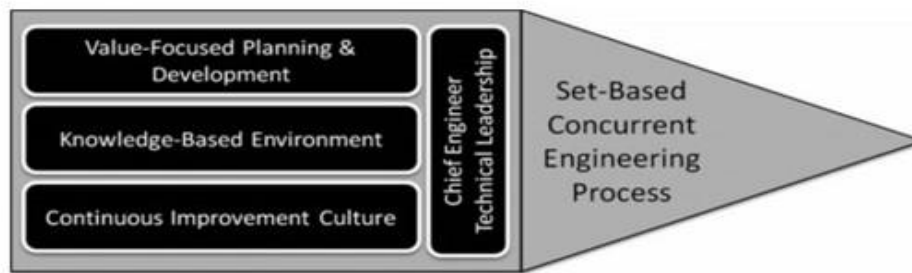 Value-Focused Planning &
Development
Knowledge-Based Environment
Continuous Improvement Culture
Chief Engineer
Technical Leadership
Set-Based
Concurrent
Engineering
Process